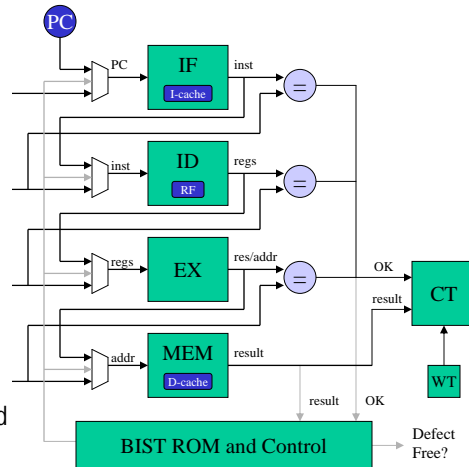 PC
PC
IF
inst
I-cache
=
inst
ID
regs
RF
=
regs
EX
res/addr
=
OK
CT
result
addr
MEM
result
D-cache
WT
result
OK
d
BIST ROM and Control
Defect
Free?